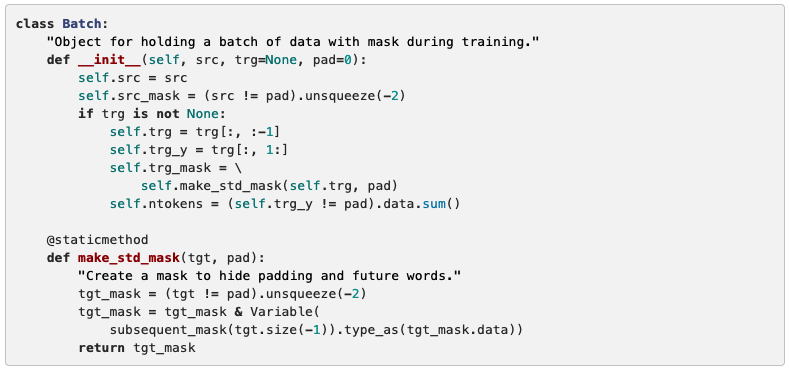 class Batch:
    "Object for holding a batch of data with mask during training."
    def __init__(self, src, trg=None, pad=0):
        self.src = src
        self.src_mask = (src != pad).unsqueeze(-2)
        if trg is not None:
            self.trg = trg[:, :-1]
            self.trg_y = trg[:, 1:]
            self.trg_mask = \
                self.make_std_mask(self.trg, pad)
            self.ntokens = (self.trg_y != pad).data.sum()

    @staticmethod
    def make_std_mask(tgt, pad):
        "Create a mask to hide padding and future words."
        tgt_mask = (tgt != pad).unsqueeze(-2)
        tgt_mask = tgt_mask & Variable(
            subsequent_mask(tgt.size(-1)).type_as(tgt_mask.data))
        return tgt_mask